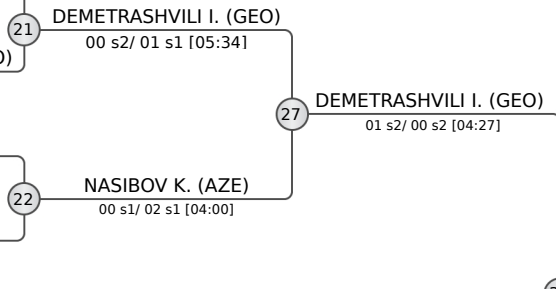 21
DEMETRASHVILI I. (GEO)
00 s2/ 01 s1 [05:34]
27
DEMETRASHVILI I. (GEO)
01 s2/ 00 s2 [04:27]
22
NASIBOV K. (AZE)
00 s1/ 02 s1 [04:00]